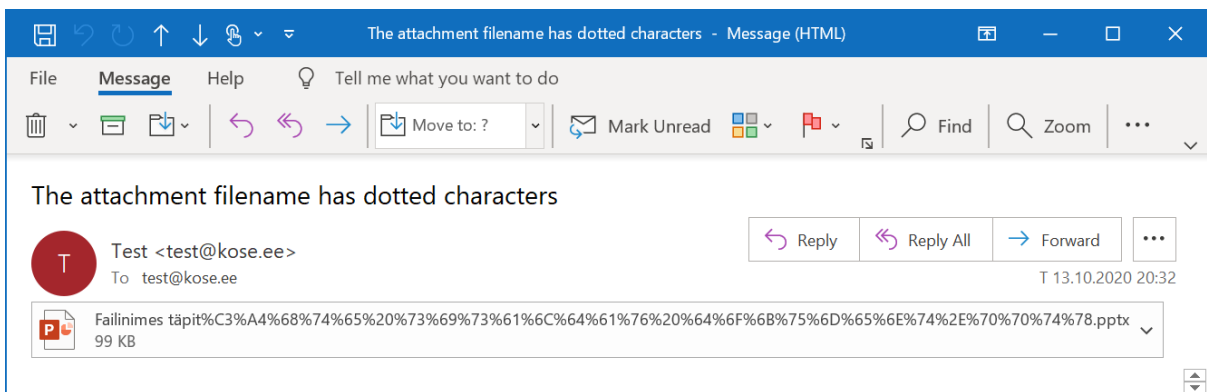 The attachment filename has dotted characters - Message (HTML)
File Message Help Tell me what you want to do
Move to: ? Mark Unread Find Zoom
The attachment filename has dotted characters
Reply Reply All Forward
T
Test <test@kose.ee>
To test@kose.ee
T 13.10.2020 20:32
P
Failinimes täpit%C3%A4%68%74%65%20%73%69%73%61%6C%64%61%76%20%64%6F%6B%75%6D%65%6E%74%2E%70%70%74%78.pptx
99 KB